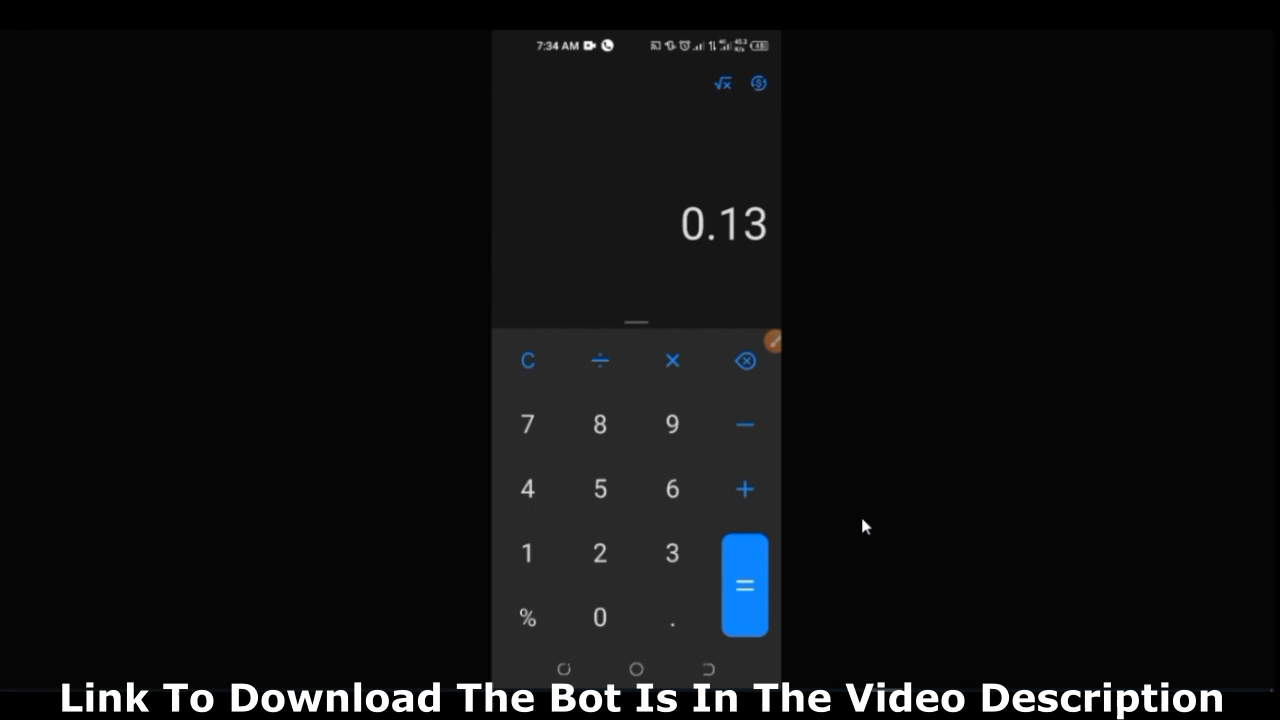 7:34 AM
√x
0.13
C ÷ ×
7 8 9 −
4 5 6 +
1 2 3
=
% 0 .
Link To Download The Bot Is In The Video Description